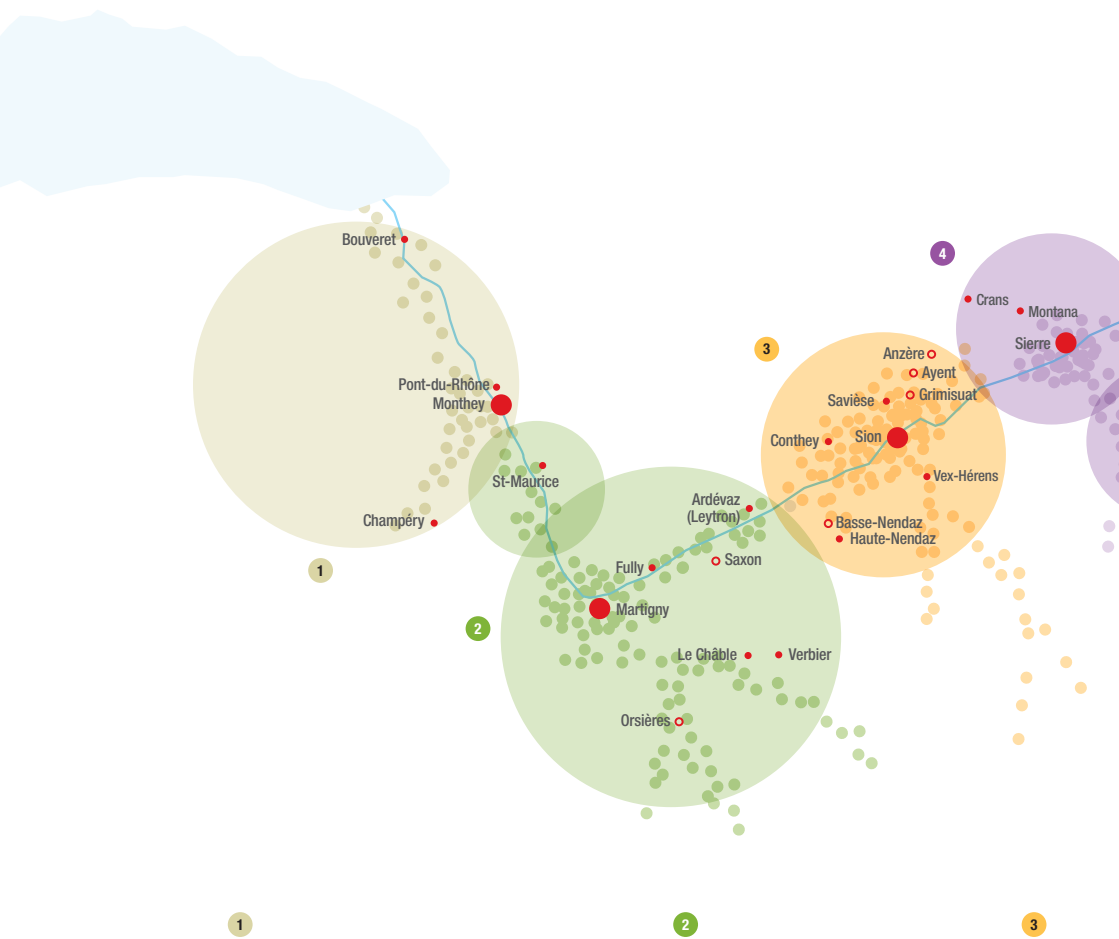 Bouveret
4
Crans
Montana
Sierre
3
Anzère
Ayent
Grimisuat
Savièse
Pont-du-Rhône
Monthey
Conthey
Sion
St-Maurice
Vex-Hérens
Ardévaz
(Leytron)
Champéry
Basse-Nendaz
Haute-Nendaz
1
Fully
Saxon
Martigny
2
Le Châble
Verbier
Orsières
1
2
3